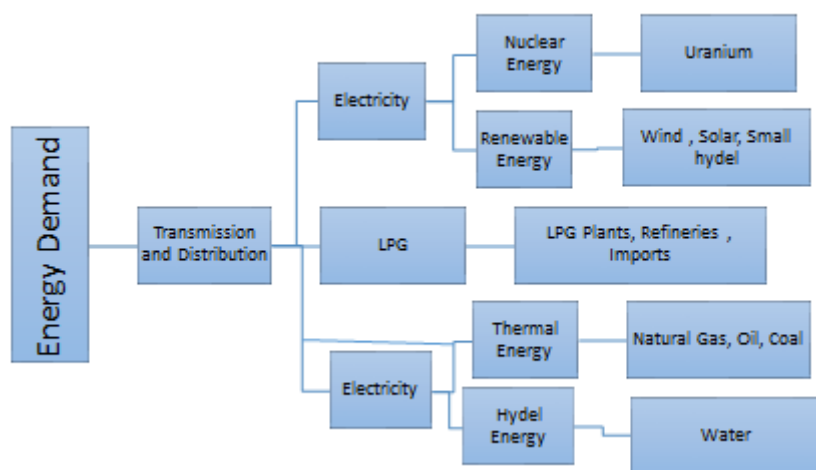 Energy Demand
Transmission
and Distribution
Electricity
Nuclear
Energy
Uranium
Renewable
Energy
Wind , Solar, Small
hydel
LPG
LPG Plants, Refineries ,
Imports
Electricity
Thermal
Energy
Natural Gas, Oil, Coal
Hydel
Energy
Water